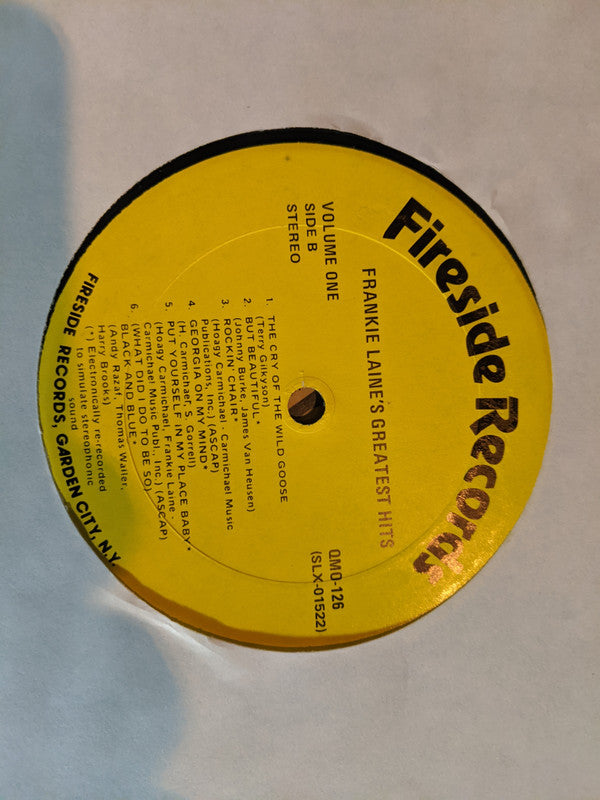 Fireside Records
FRANKIE LAINE'S GREATEST HITS
VOLUME ONE
SIDE B
STEREO
QMO-126
(SLX-01522)
1. THE CRY OF THE WILD GOOSE
(Terry Gilkyson)
2. BUT BEAUTIFUL*
(Johnny Burke, James Van Heusen)
3. ROCKIN' CHAIR*
(Hoagy Carmichael - Carmichael Music
Publications, Inc.) (ASCAP)
4. GEORGIA ON MY MIND*
(H. Carmichael, S. Gorrell)
5. PUT YOURSELF IN MY PLACE BABY*
(Hoagy Carmichael, Frankie Laine -
Carmichael Music Publ., Inc.) (ASCAP)
6. (WHAT DID I DO TO BE SO)
BLACK AND BLUE*
(Andy Razaf, Thomas Waller,
Harry Brooks)
(*) Electronically re-recorded
to simulate stereophonic
sound
FIRESIDE RECORDS, GARDEN CITY, N.Y.